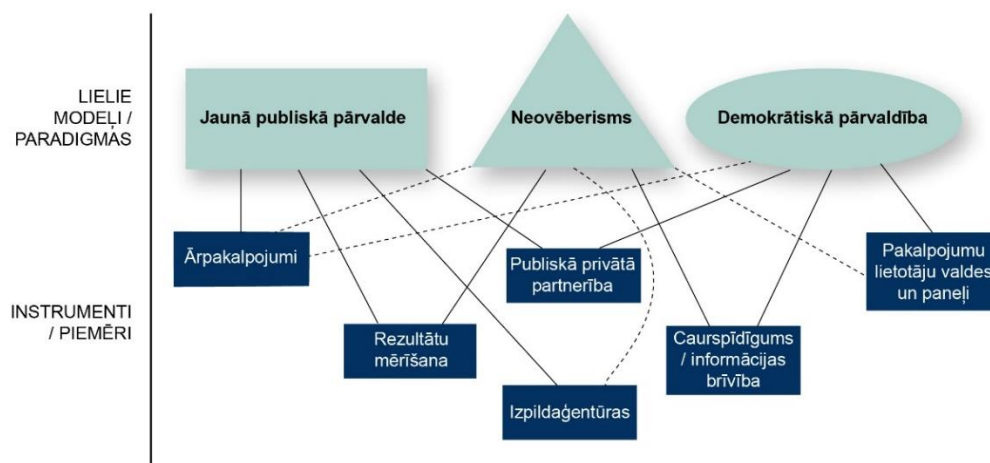 LIELIE
MODEĻI /
PARADIGMAS
Jaunā publiskā pārvalde
Neovēberisms
Demokrātiskā pārvaldība
INSTRUMENTI
/ PIEMĒRI
Ārpakalpojumi
Publiskā privātā
partnerība
Pakalpojumu
lietotāju valdes
un paneļi
Rezultātu
mērīšana
Caurspīdīgums
/ informācijas
brīvība
Izpildaģentūras